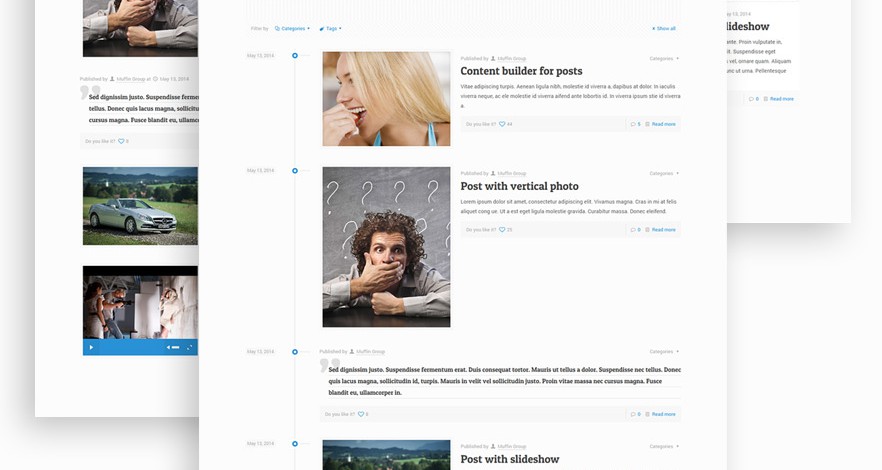 Published by Muffin Group at May 13, 2014
Sed dignissim justo. Suspendisse
tellus. Donec quis lacus magna,
cursus magna. Fusce blandit eu,
Do you like it? 8
Filter by Categories Tags
Show all
May 13, 2014
Published by Muffin Group
Categories
Content builder for posts
Vitae adipiscing turpis. Aenean ligula nibh, molestie id viverra a, dapibus at dolor. In iaculis
viverra neque, ac ele molestie id viverra aifend ante lobortis id. In viverra ipsum stie id viverra
a.
Do you like it? 44
0 Read more
May 13, 2014
Published by Muffin Group
Categories
Post with vertical photo
Lorem ipsum dolor sit amet, consectetur adipiscing elit. Vivamus magna. Cras in mi at felis
aliquet cong ue. Ut a est eget ligula molestie gravida. Curabitur massa. Donec eleifend.
Do you like it? 25
0 Read more
May 13, 2014
Published by Muffin Group
Categories
Sed dignissim justo. Suspendisse fermentum erat. Duis consequat tortor. Mauris ut tellus a dolor. Suspendisse nec tellus. Donec
quis lacus magna, sollicitudin id, turpis. Mauris in velit vel sollicitudin justo. Proin vitae massa nec cursus magna. Fusce
blandit eu, ullamcorper in.
Do you like it? 8
0 Read more
May 13, 2014
Published by Muffin Group
Categories
Post with slideshow
13, 2014
lideshow
ante. Proin vulputate in,
m. Suspendisse eget
vel, ornare quam. Aliquam
nc ut urna. Pellentesque
0 Read more